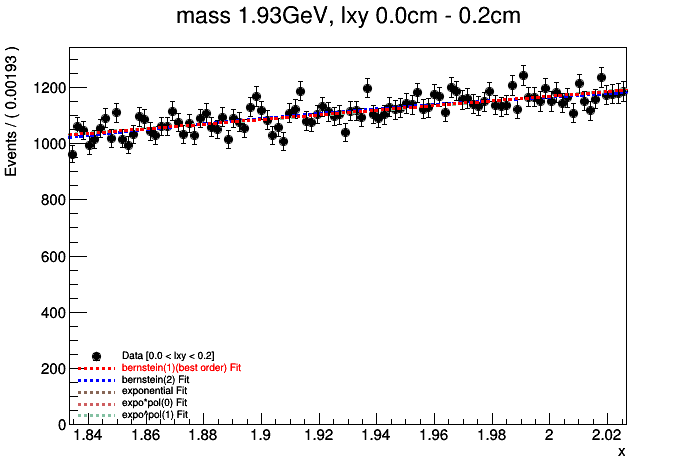 mass 1.93GeV, lxy 0.0cm - 0.2cm
Events / ( 0.00193 )
1200
1000
800
600
400
200
0
Data [0.0 < lxy < 0.2]
bernstein(1)(best order) Fit
bernstein(2) Fit
exponential Fit
expo*pol(0) Fit
expo*pol(1) Fit
1.84 1.86 1.88 1.9 1.92 1.94 1.96 1.98 2 2.02
x